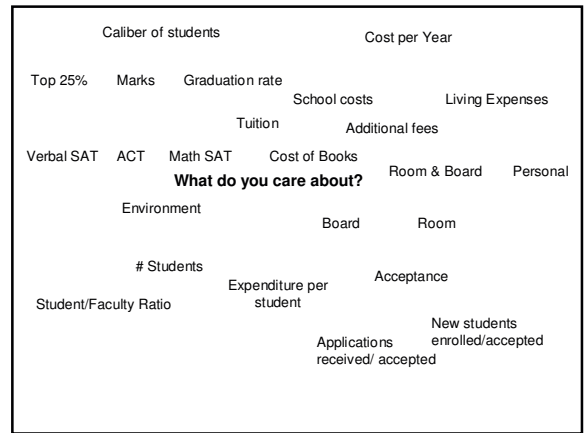 Caliber of students
Cost per Year
Top 25% Marks Graduation rate
School costs Living Expenses
Tuition Additional fees
Verbal SAT ACT Math SAT Cost of Books
Room & Board Personal
What do you care about?
Environment
Board Room
# Students
Acceptance
Expenditure per
student
Student/Faculty Ratio
New students
enrolled/accepted
Applications
received/ accepted